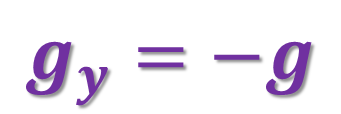 g_y = −g